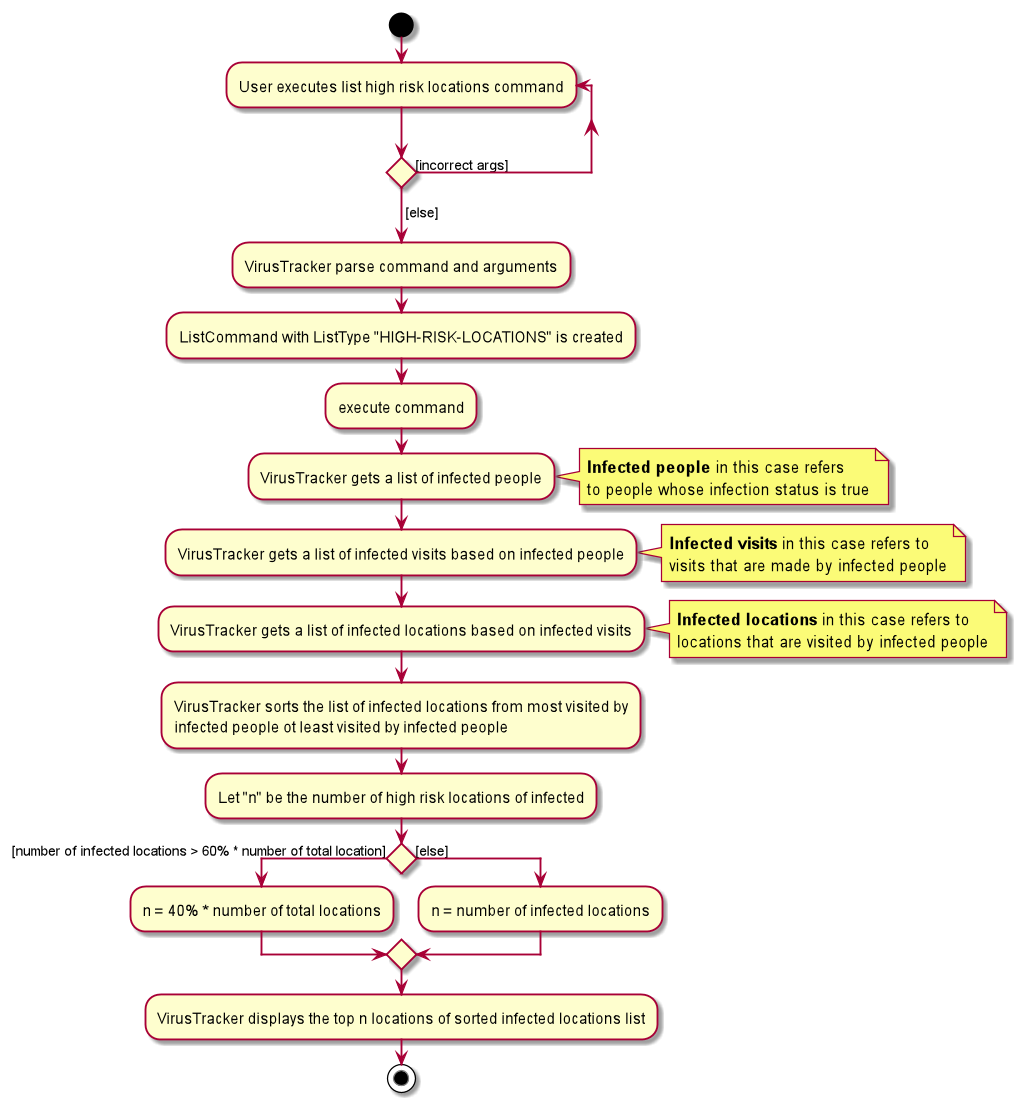 User executes list high risk locations command
[incorrect args]
[else]
VirusTracker parse command and arguments
ListCommand with ListType "HIGH-RISK-LOCATIONS" is created
execute command
VirusTracker gets a list of infected people
Infected people in this case refers
to people whose infection status is true
VirusTracker gets a list of infected visits based on infected people
Infected visits in this case refers to
visits that are made by infected people
VirusTracker gets a list of infected locations based on infected visits
Infected locations in this case refers to
locations that are visited by infected people
VirusTracker sorts the list of infected locations from most visited by
infected people ot least visited by infected people
Let "n" be the number of high risk locations of infected
[number of infected locations > 60% * number of total location]
[else]
n = 40% * number of total locations
n = number of infected locations
VirusTracker displays the top n locations of sorted infected locations list